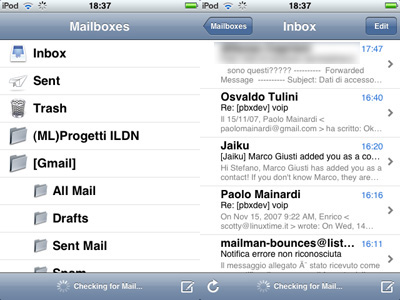 iPod 18:37
Mailboxes
Inbox
Sent
Trash
(ML)Progetti ILDN
[Gmail]
All Mail
Drafts
Sent Mail
Spam
Checking for Mail...
iPod 18:37
Mailboxes Inbox Edit
17:47
sono questi????? ---------- Forwarded
Message ---------- Subject: Dati di accesso...
Osvaldo Tulini 16:40
Re: [pbxdev] voip
Il 15/11/07, Paolo Mainardi <
paolomainardi@gmail.com > ha scritto: Ok...
Jaiku 16:20
[Jaiku] Marco Giusti added you as a co...
Hi Stefano, Marco Giusti has added you as a
contact! If you don't know Marco, they are...
Paolo Mainardi 16:16
Re: [pbxdev] voip
On Nov 15, 2007 9:22 AM, Enrico <
scotty@linuxtime.it > wrote: On Wed, 14...
mailman-bounces@list... 16:11
Notifica errore non riconosciuta
Il messaggio allegato Ã¨ stato ricevuto come
Checking for Mail...